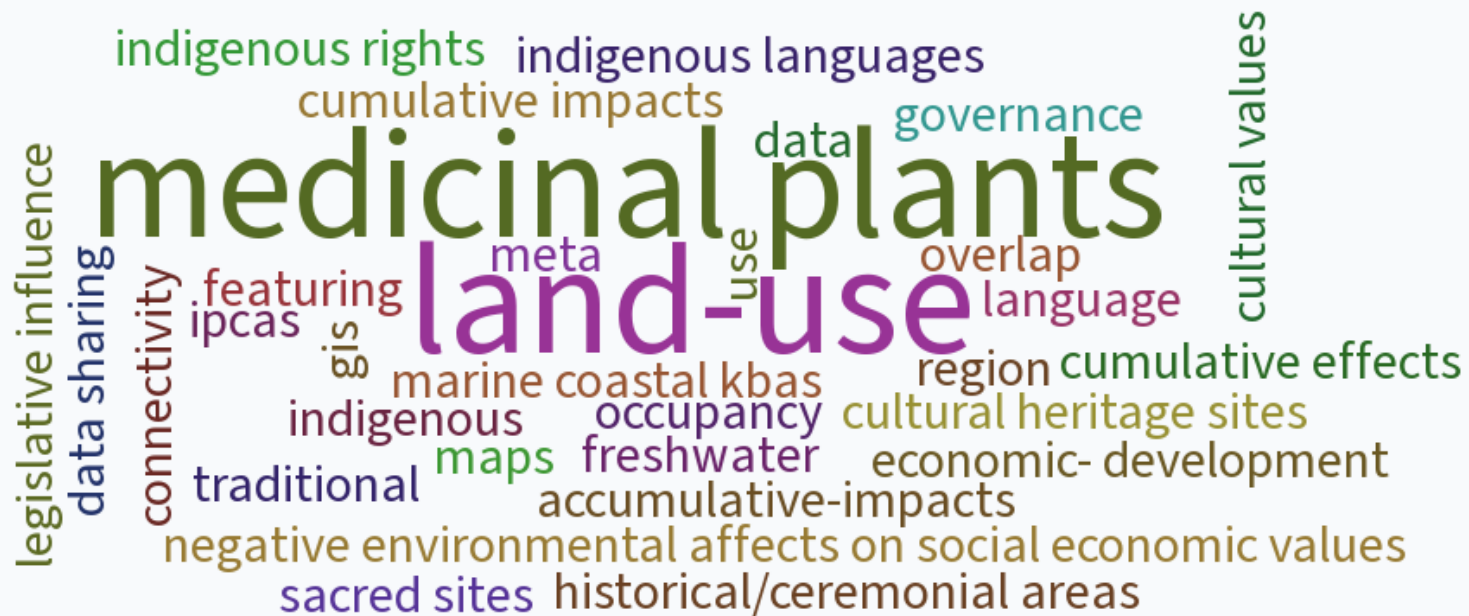 indigenous rights
indigenous languages
cultural values
cumulative impacts
governance
data
medicinal plants
legislative influence
data sharing
connectivity
meta
use
overlap
featuring
land-use
language
ipcas
gis
region
cumulative effects
marine coastal kbas
indigenous
occupancy
cultural heritage sites
maps
freshwater
economic- development
traditional
accumulative-impacts
negative environmental affects on social economic values
sacred sites
historical/ceremonial areas